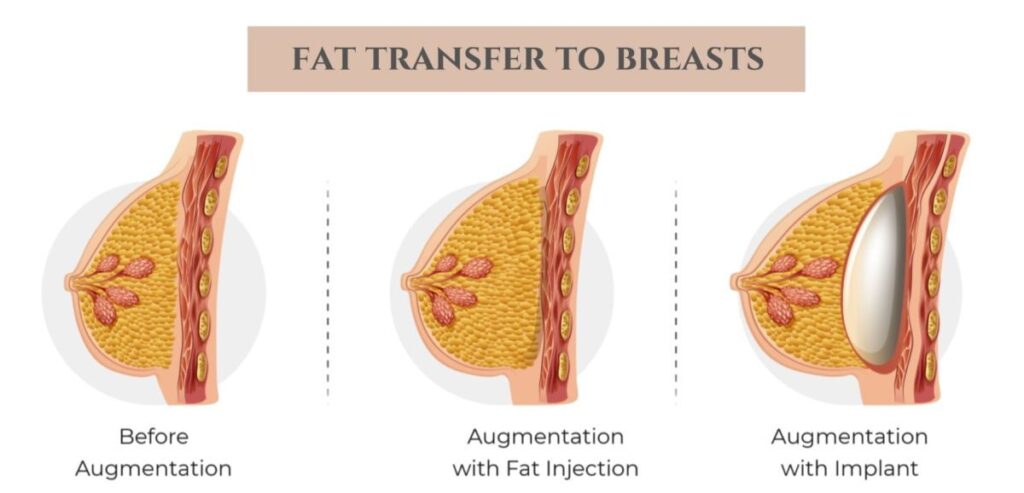 FAT TRANSFER TO BREASTS
Before
Augmentation
Augmentation
with Fat Injection
Augmentation
with Implant